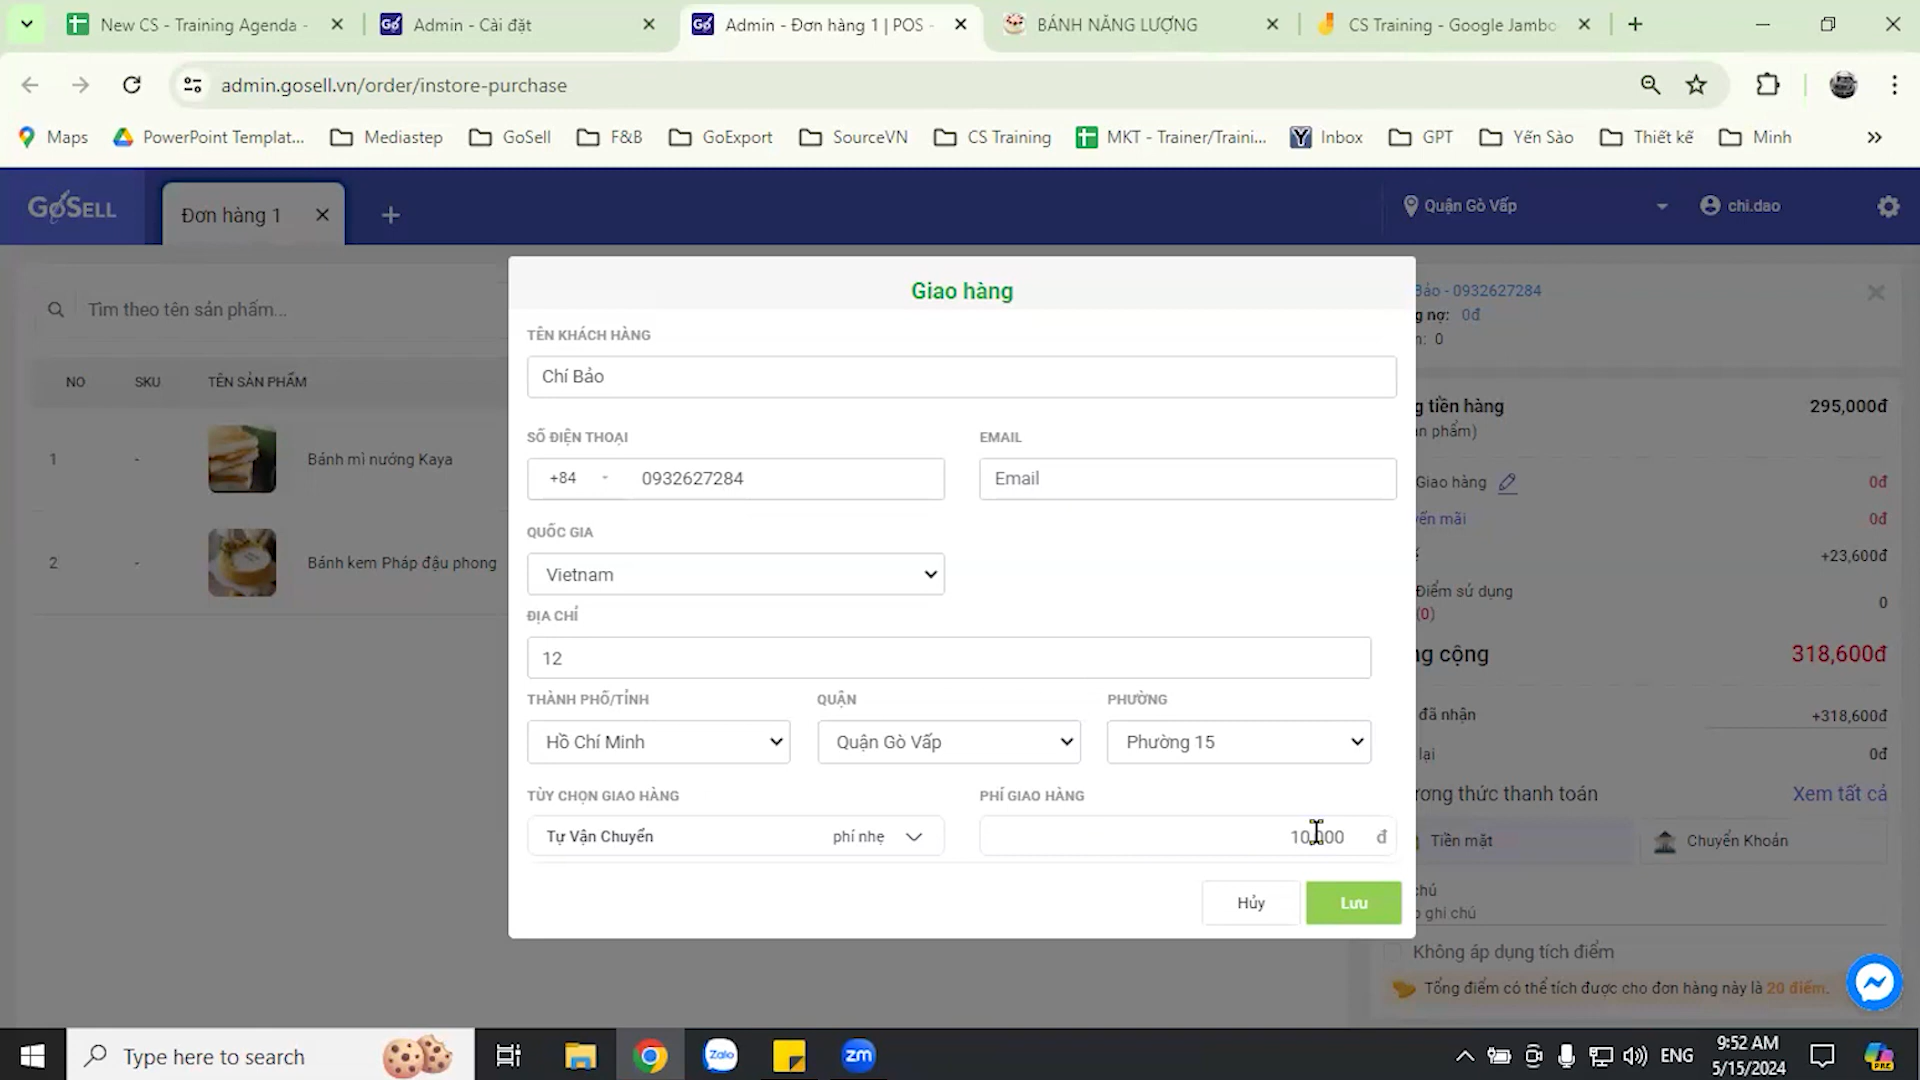 New CS - Training Agenda -
Admin - Cài đặt
Admin - Đơn hàng 1 | POS -
BÁNH NĂNG LƯỢNG
CS Training - Google Jambo
admin.gosell.vn/order/instore-purchase
Maps
PowerPoint Templat...
Mediastep
GoSell
F&B
GoExport
SourceVN
CS Training
MKT - Trainer/Traini...
Inbox
GPT
Yến Sào
Thiết kế
Minh
GoSELL
Đơn hàng 1
Quận Gò Vấp
chi.dao
Tìm theo tên sản phẩm...
NO
SKU
TÊN SẢN PHẨM
1
-
Bánh mì nướng Kaya
2
-
Bánh kem Pháp đậu phong
Giao hàng
TÊN KHÁCH HÀNG
Chí Bảo
SỐ ĐIỆN THOẠI
+84
0932627284
EMAIL
Email
QUỐC GIA
Vietnam
ĐỊA CHỈ
12
THÀNH PHỐ/TỈNH
Hồ Chí Minh
QUẬN
Quận Gò Vấp
PHƯỜNG
Phường 15
TÙY CHỌN GIAO HÀNG
Tự Vận Chuyển
phí nhẹ
PHÍ GIAO HÀNG
10,000 đ
Hủy
Lưu
Bảo - 0932627284
g nợ: 0đ
n: 0
g tiền hàng
295,000đ
n phẩm)
Giao hàng
0đ
ến mãi
0đ
+23,600đ
Điểm sử dụng
(0)
0
ng cộng
318,600đ
đã nhận
+318,600đ
lại
0đ
ương thức thanh toán
Xem tất cả
Tiền mặt
Chuyển Khoản
chú
ghi chú
Không áp dụng tích điểm
Tổng điểm có thể tích được cho đơn hàng này là 20 điểm.
Type here to search
Zalo
zm
ENG
9:52 AM
5/15/2024
PRE